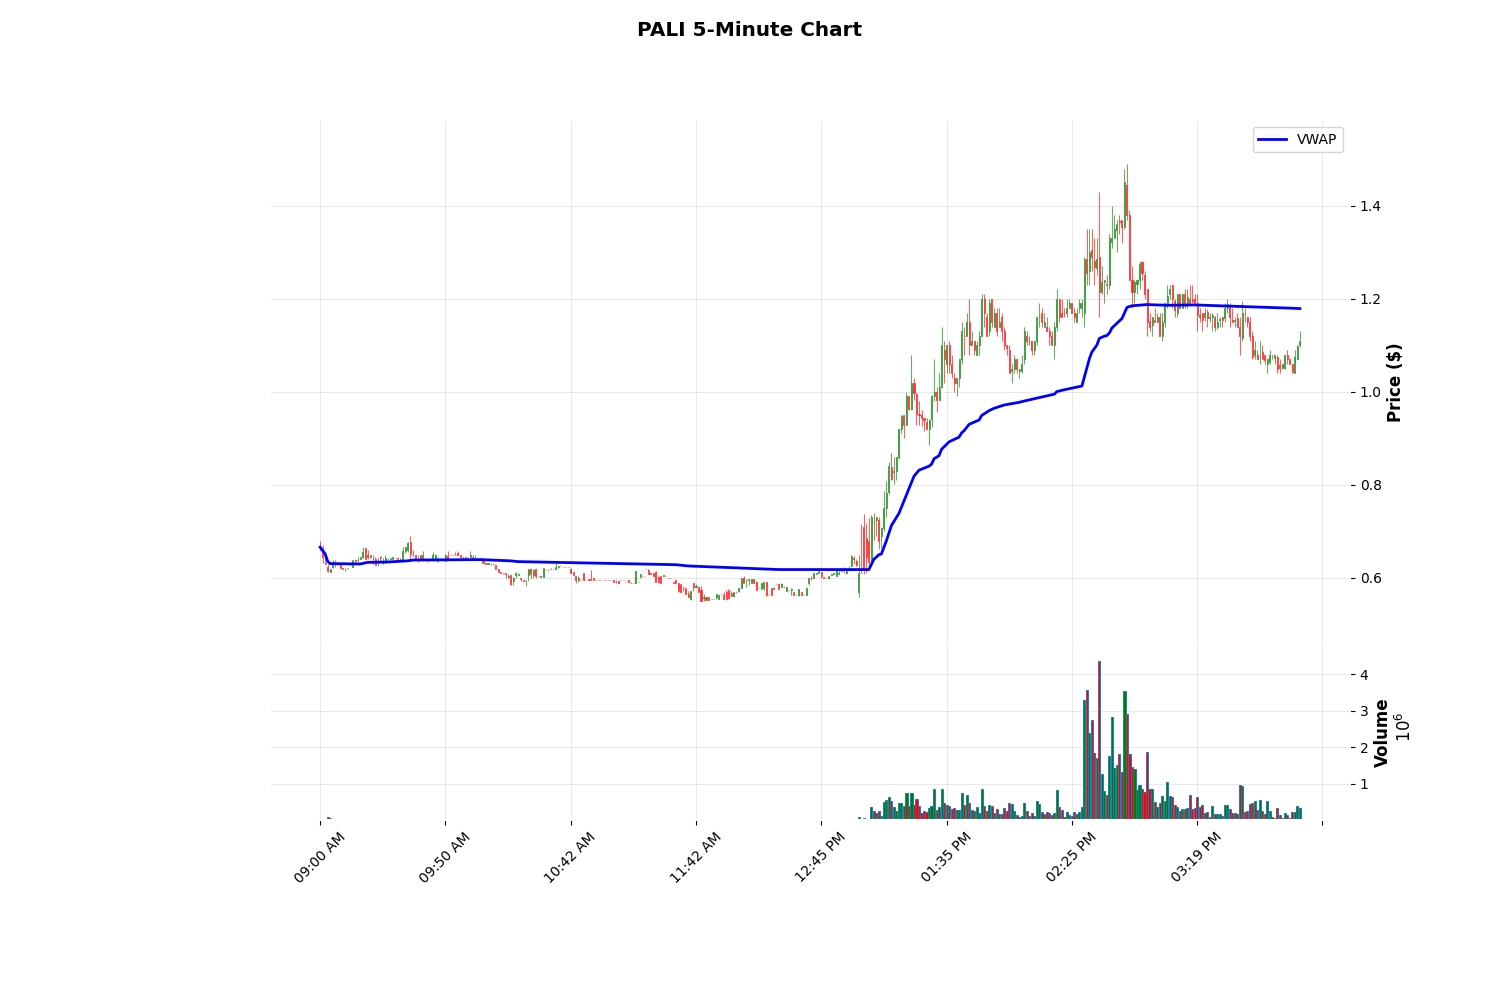 PALI 5-Minute Chart
VWAP
1.4
1.2
1.0
0.8
0.6
Price ($)
4
3
2
1
Volume
10^6
09:00 AM
09:50 AM
10:42 AM
11:42 AM
12:45 PM
01:35 PM
02:25 PM
03:19 PM